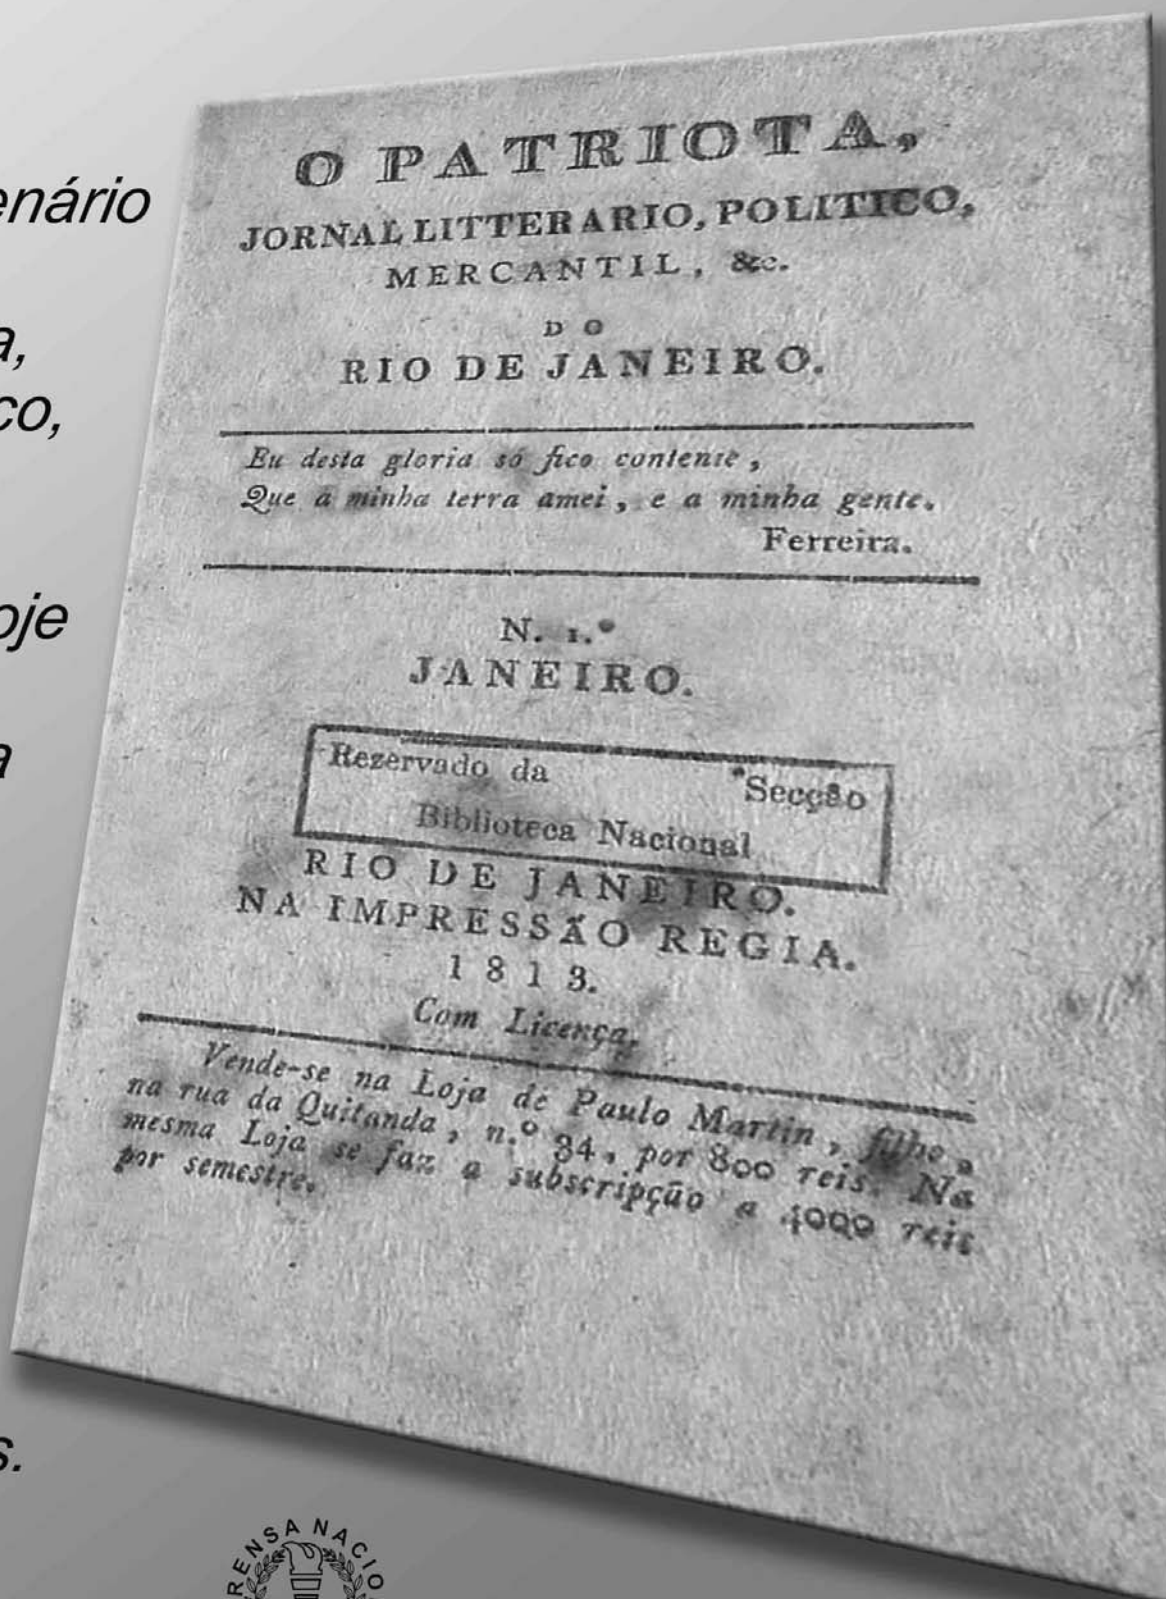 enário
a,
co,
oje
a
s.
O PATRIOTA,
JORNAL LITTERARIO, POLITICO,
MERCANTIL, &c.
DO
RIO DE JANEIRO.
Eu desta gloria só fico contente,
Que a minha terra amei, e a minha gente.
Ferreira.
N. 1.º
JANEIRO.
Rezervado da Secção
Biblioteca Nacional
RIO DE JANEIRO.
NA IMPRESSÃO REGIA.
1813.
Com Licença.
Vende-se na Loja de Paulo Martin, filho,
na rua da Quitanda, n.º 34, por 800 reis. Na
mesma Loja se faz a subscripção a 4000 reis
por semestre.
RENSA NACIO